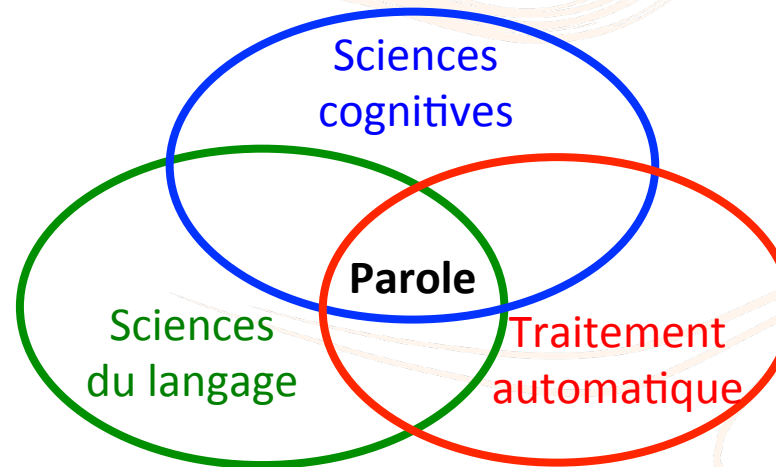 Sciences
cognitives
Parole
Sciences
du langage
Traitement
automatique